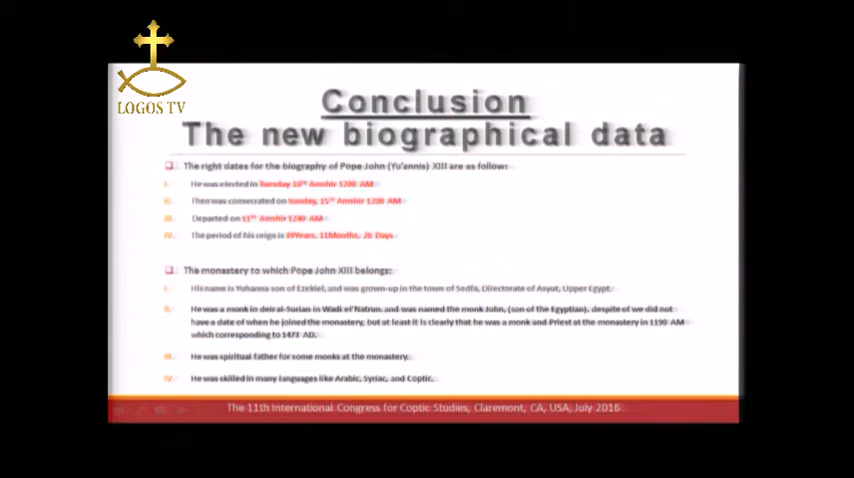 LOGOS TV
Conclusion
The new biographical data
The right dates for the biography of Pope John (Yu'annis) XIII are as follow:
I. He was elected in Tuesday 10th Amshir 1200 AM
II. Then was consecrated on Sunday, 15th Amshir 1200 AM
III. Departed on 11th Amshir 1240 AM
IV. The period of his reign is Years, 11Months, 26 Days
The monastery to which Pope John XIII belongs:
I. His name is Yohanna son of Ezekiel, and was grown-up in the town of Sedfa, Directorate of Asyut, Upper Egypt.
II. He was a monk in deir al-Surian in Wadi el'Natrun, and was named the monk John, (son of the Egyptian), despite of we did not
have a date of when he joined the monastery, but at least it is clearly that he was a monk and Priest at the monastery in 1190 AM
which corresponding to 1473 AD.
III. He was spiritual father for some monks at the monastery.
IV. He was skilled in many languages like Arabic, Syriac, and Coptic.
The 11th International Congress for Coptic Studies, Claremont, CA, USA, July 2016